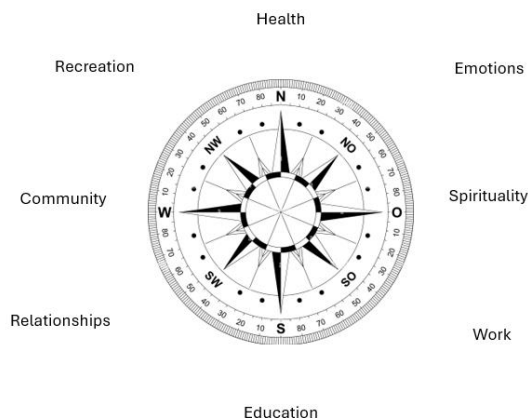 Health
Recreation
Emotions
N
NW
NO
Community
Spirituality
W
O
SW
SO
Relationships
Work
S
Education